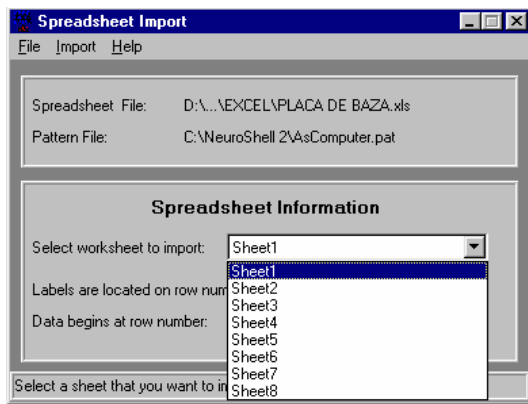 Spreadsheet Import
File Import Help
Spreadsheet File: D:\...\EXCEL\PLACA DE BAZA.xls
Pattern File: C:\NeuroShell 2\AsComputer.pat
Spreadsheet Information
Select worksheet to import: Sheet1
Sheet1
Labels are located on row num
Sheet2
Sheet3
Data begins at row number:
Sheet4
Sheet5
Sheet6
Sheet7
Select a sheet that you want to in
Sheet8